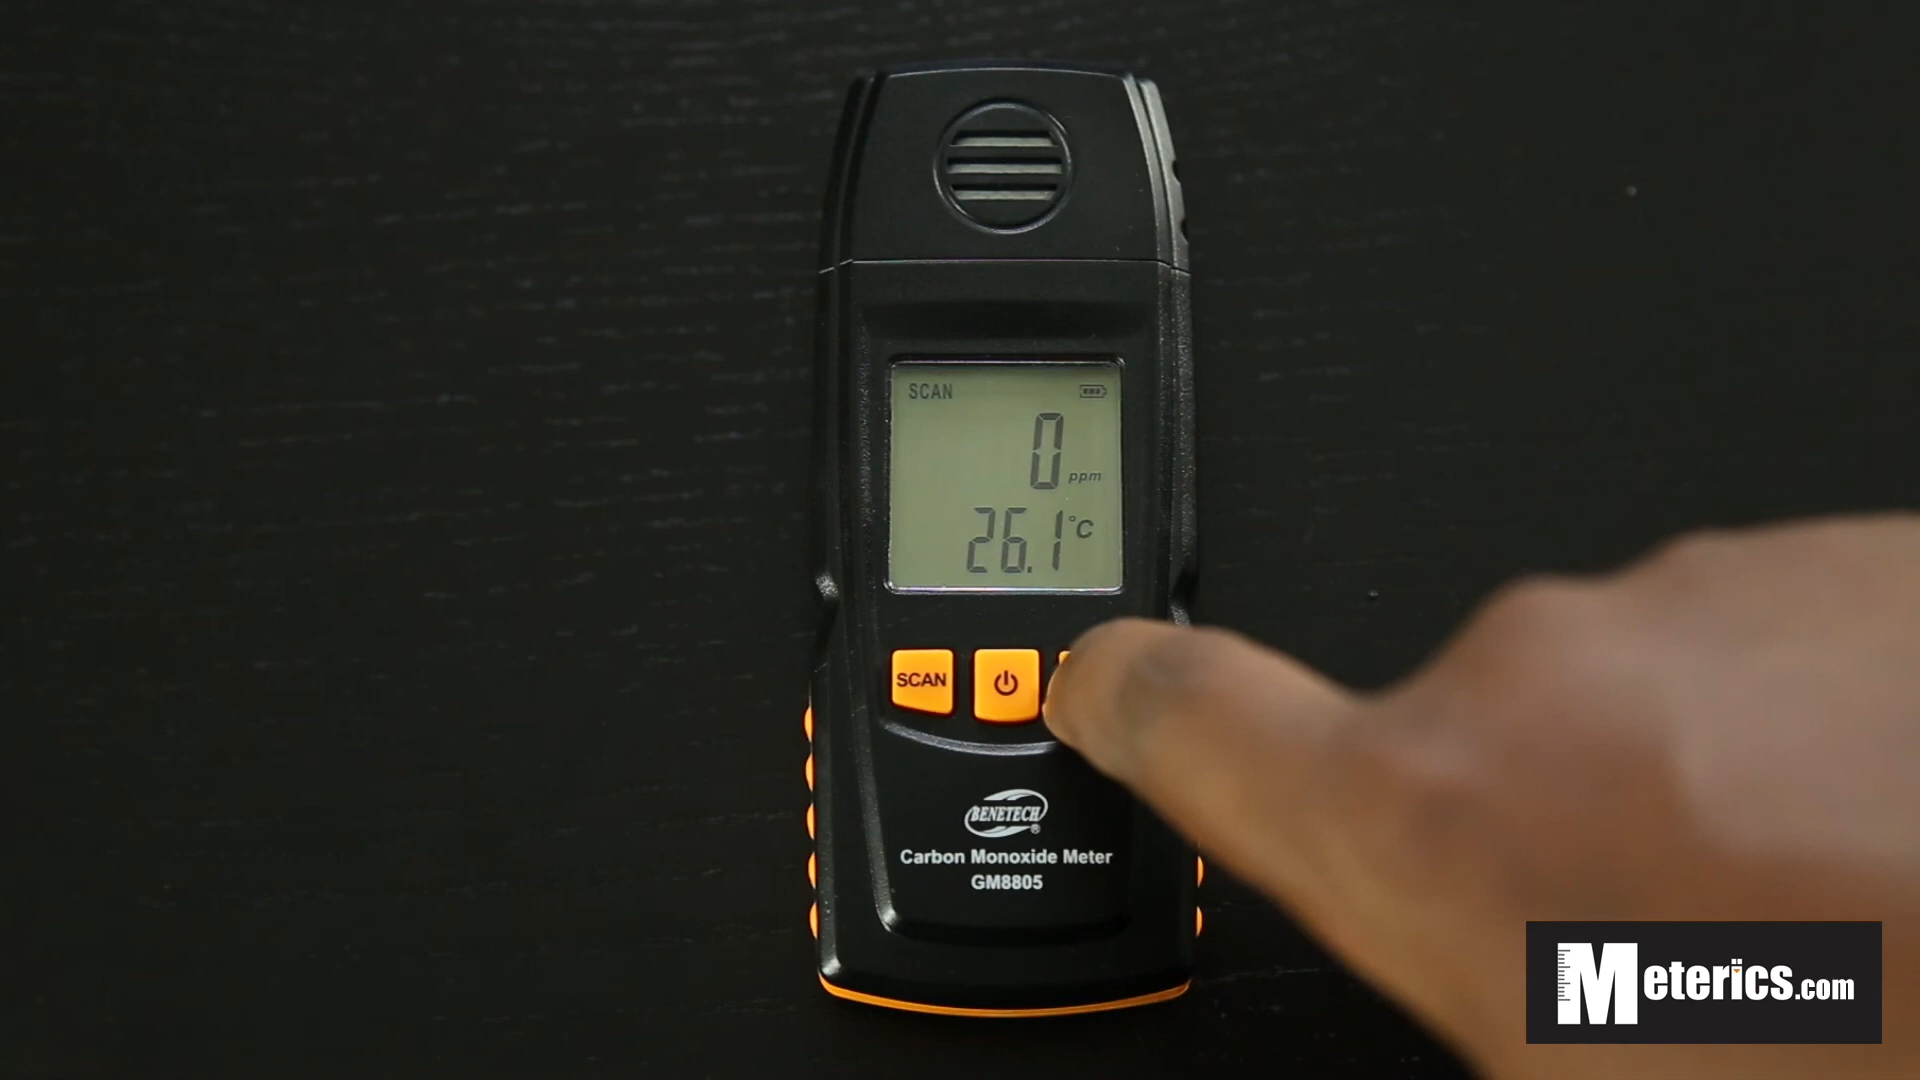 SCAN
0 ppm
26.1 °C
SCAN
BENETECH®
Carbon Monoxide Meter
GM8805
Meterics.com